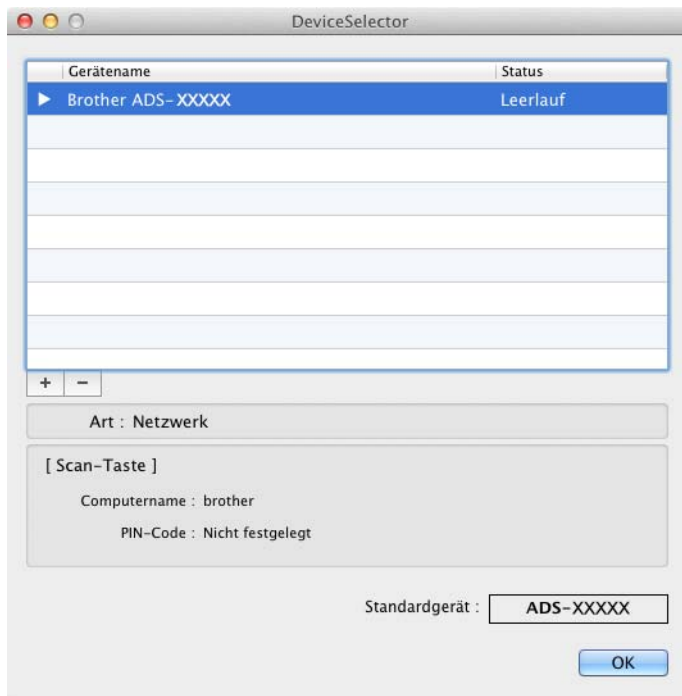 DeviceSelector
Gerätename Status
Brother ADS-XXXXX Leerlauf
+ −
Art : Netzwerk
[ Scan-Taste ]
Computername : brother
PIN-Code : Nicht festgelegt
Standardgerät : ADS-XXXXX
OK